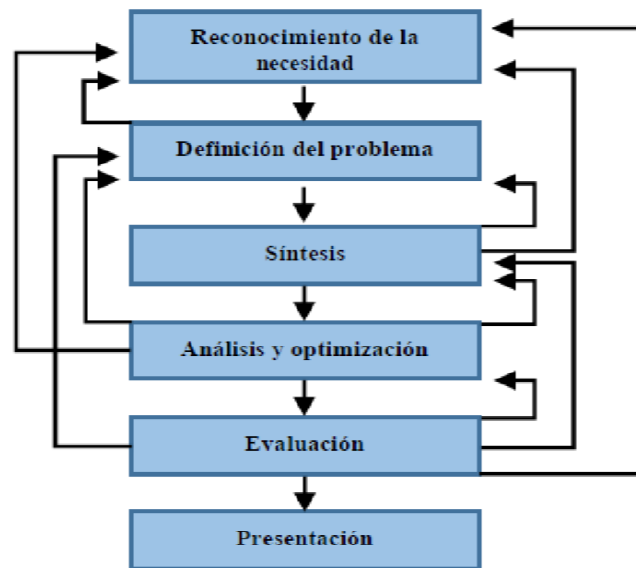 Reconocimiento de la
necesidad
Definición del problema
Síntesis
Análisis y optimización
Evaluación
Presentación